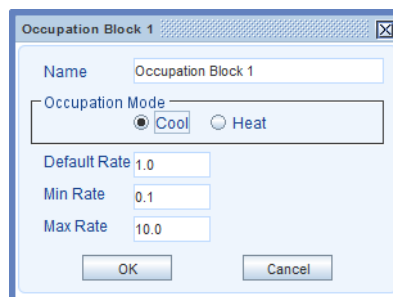 Occupation Block 1
Name Occupation Block 1
Occupation Mode
Cool Heat
Default Rate 1.0
Min Rate 0.1
Max Rate 10.0
OK Cancel